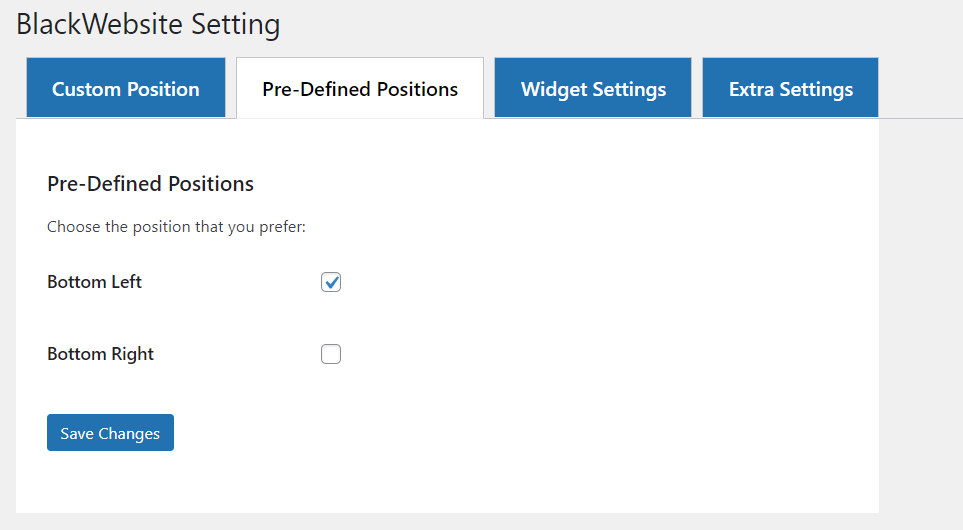 BlackWebsite Setting
Custom Position
Pre-Defined Positions
Widget Settings
Extra Settings
Pre-Defined Positions
Choose the position that you prefer:
Bottom Left
Bottom Right
Save Changes